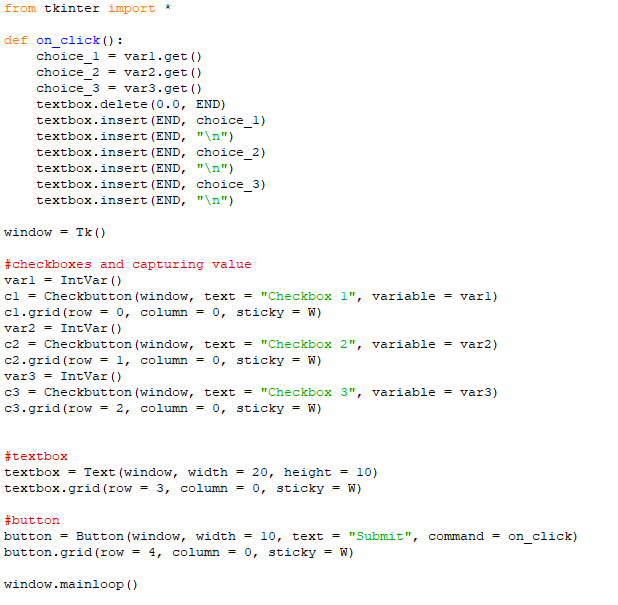 from tkinter import *

def on_click():
    choice_1 = var1.get()
    choice_2 = var2.get()
    choice_3 = var3.get()
    textbox.delete(0.0, END)
    textbox.insert(END, choice_1)
    textbox.insert(END, "\n")
    textbox.insert(END, choice_2)
    textbox.insert(END, "\n")
    textbox.insert(END, choice_3)
    textbox.insert(END, "\n")

window = Tk()

#checkboxes and capturing value
var1 = IntVar()
c1 = Checkbutton(window, text = "Checkbox 1", variable = var1)
c1.grid(row = 0, column = 0, sticky = W)
var2 = IntVar()
c2 = Checkbutton(window, text = "Checkbox 2", variable = var2)
c2.grid(row = 1, column = 0, sticky = W)
var3 = IntVar()
c3 = Checkbutton(window, text = "Checkbox 3", variable = var3)
c3.grid(row = 2, column = 0, sticky = W)


#textbox
textbox = Text(window, width = 20, height = 10)
textbox.grid(row = 3, column = 0, sticky = W)

#button
button = Button(window, width = 10, text = "Submit", command = on_click)
button.grid(row = 4, column = 0, sticky = W)

window.mainloop()